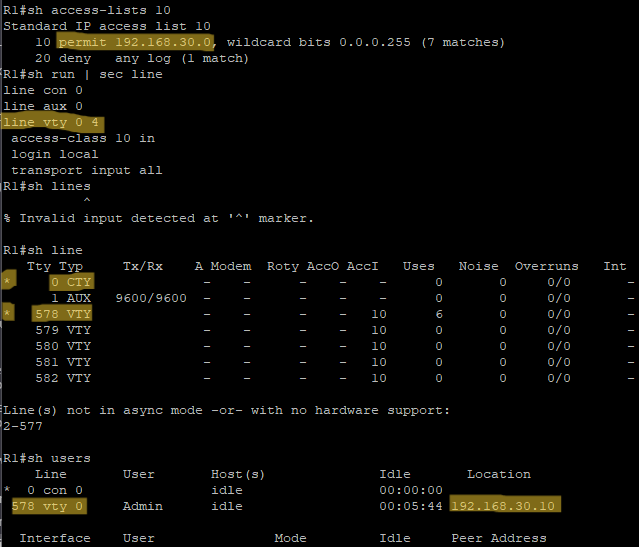 R1#sh access-lists 10
Standard IP access list 10
    10 permit 192.168.30.0, wildcard bits 0.0.0.255 (7 matches)
    20 deny   any log (1 match)
R1#sh run | sec line
line con 0
line aux 0
line vty 0 4
 access-class 10 in
 login local
 transport input all
R1#sh lines
          ^
% Invalid input detected at '^' marker.
R1#sh line
   Tty Typ     Tx/Rx    A Modem  Roty AccO AccI   Uses   Noise  Overruns   Int
*     0 CTY              -    -      -    -    -      0       0     0/0       -
      1 AUX   9600/9600  -    -      -    -    -      0       0     0/0       -
*   578 VTY              -    -      -    -   10      6       0     0/0       -
    579 VTY              -    -      -    -   10      0       0     0/0       -
    580 VTY              -    -      -    -   10      0       0     0/0       -
    581 VTY              -    -      -    -   10      0       0     0/0       -
    582 VTY              -    -      -    -   10      0       0     0/0       -
Line(s) not in async mode -or- with no hardware support:
2-577
R1#sh users
    Line       User       Host(s)              Idle       Location
*  0 con 0                idle                 00:00:00
 578 vty 0     Admin      idle                 00:05:44 192.168.30.10
  Interface    User               Mode         Idle     Peer Address